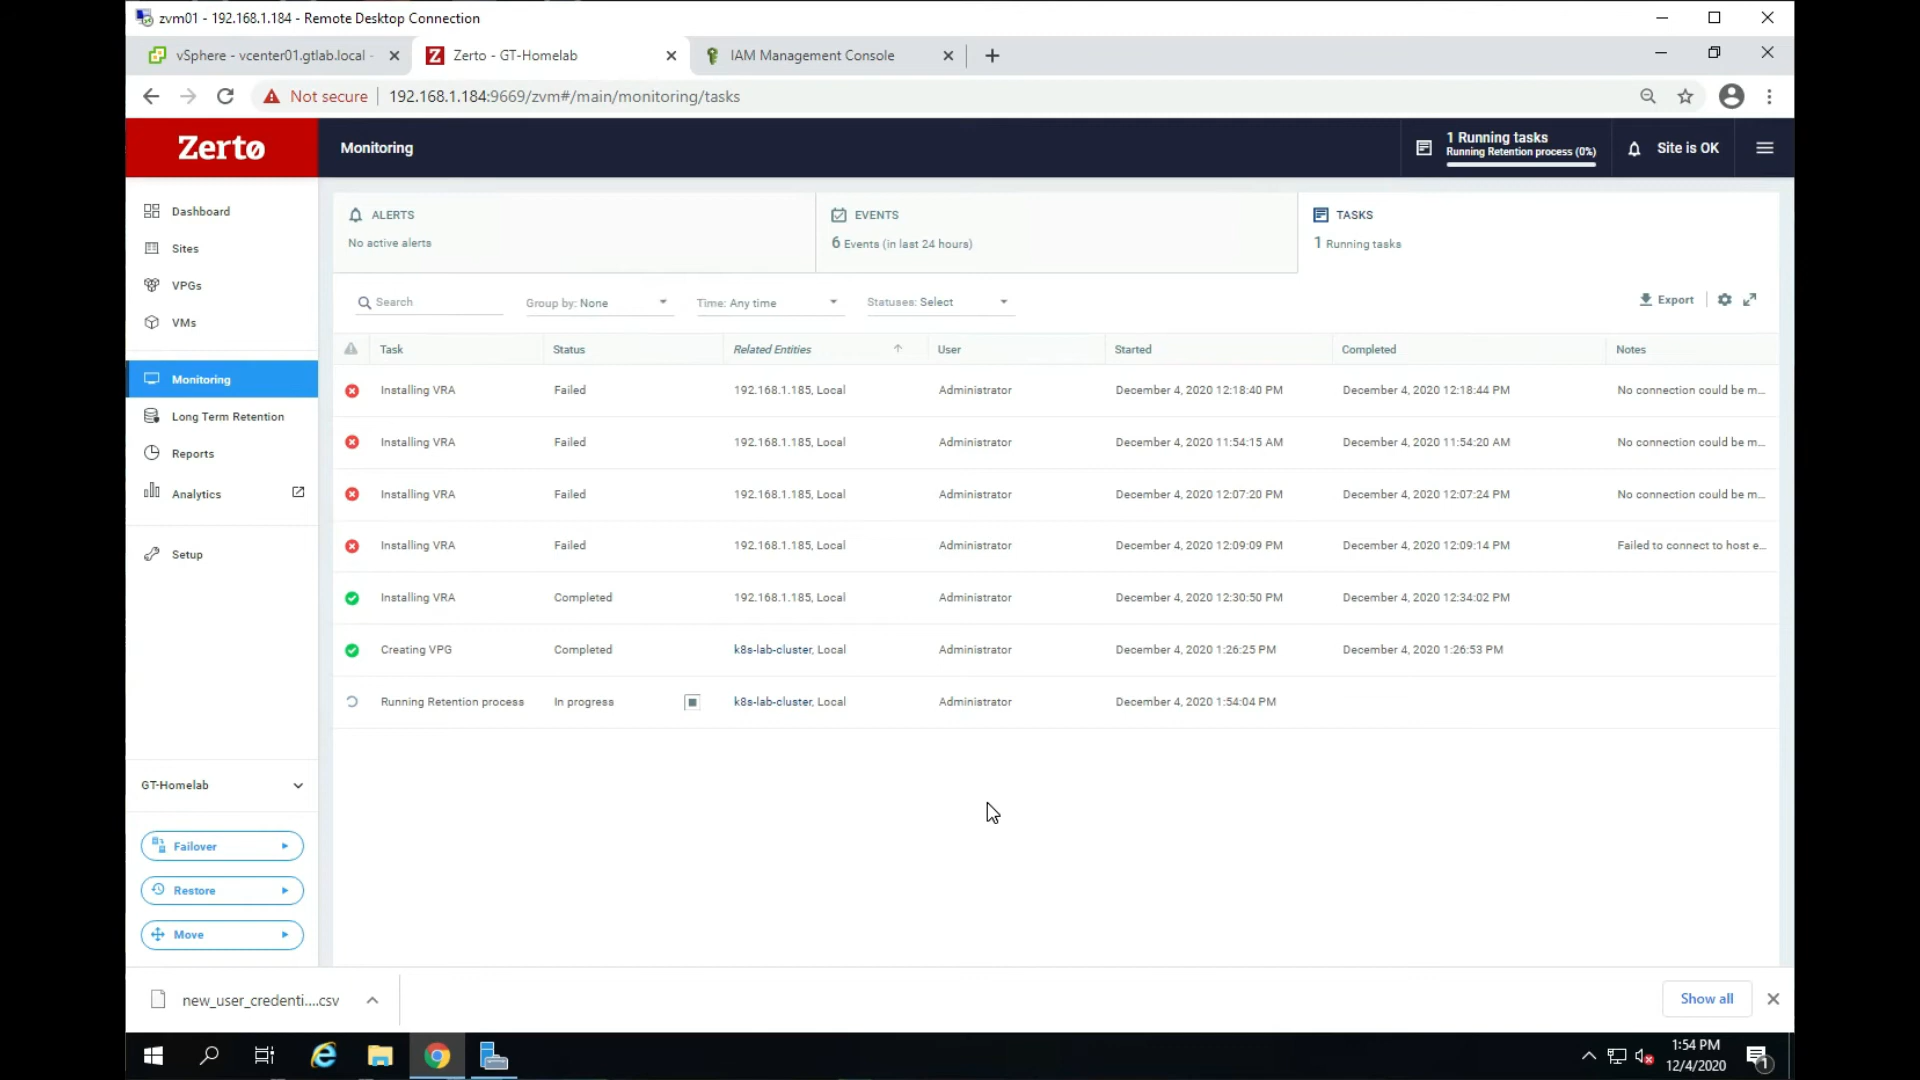 zvm01 - 192.168.1.184 - Remote Desktop Connection
vSphere - vcenter01.gtlab.local -
Zerto - GT-Homelab
IAM Management Console
Not secure
192.168.1.184:9669/zvm#/main/monitoring/tasks
Zerto
Monitoring
1 Running tasks
Running Retention process (0%)
Site is OK
Dashboard
Sites
VPGs
VMs
Monitoring
Long Term Retention
Reports
Analytics
Setup
GT-Homelab
Failover
Restore
Move
ALERTS
No active alerts
EVENTS
6 Events (in last 24 hours)
TASKS
1 Running tasks
Search
Group by: None
Time: Any time
Statuses: Select
Export
Task Status Related Entities User Started Completed Notes
Installing VRA Failed 192.168.1.185, Local Administrator December 4, 2020 12:18:40 PM December 4, 2020 12:18:44 PM No connection could be m...
Installing VRA Failed 192.168.1.185, Local Administrator December 4, 2020 11:54:15 AM December 4, 2020 11:54:20 AM No connection could be m...
Installing VRA Failed 192.168.1.185, Local Administrator December 4, 2020 12:07:20 PM December 4, 2020 12:07:24 PM No connection could be m...
Installing VRA Failed 192.168.1.185, Local Administrator December 4, 2020 12:09:09 PM December 4, 2020 12:09:14 PM Failed to connect to host e...
Installing VRA Completed 192.168.1.185, Local Administrator December 4, 2020 12:30:50 PM December 4, 2020 12:34:02 PM
Creating VPG Completed k8s-lab-cluster, Local Administrator December 4, 2020 1:26:25 PM December 4, 2020 1:26:53 PM
Running Retention process In progress k8s-lab-cluster, Local Administrator December 4, 2020 1:54:04 PM
new_user_credenti....csv
Show all
1:54 PM
12/4/2020
1